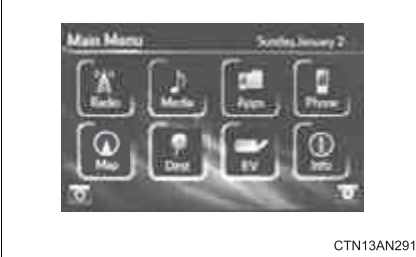 Main Menu Sunday, January 2
Radio Media Apps Phone
Map Dest EV Info
CTN13AN291